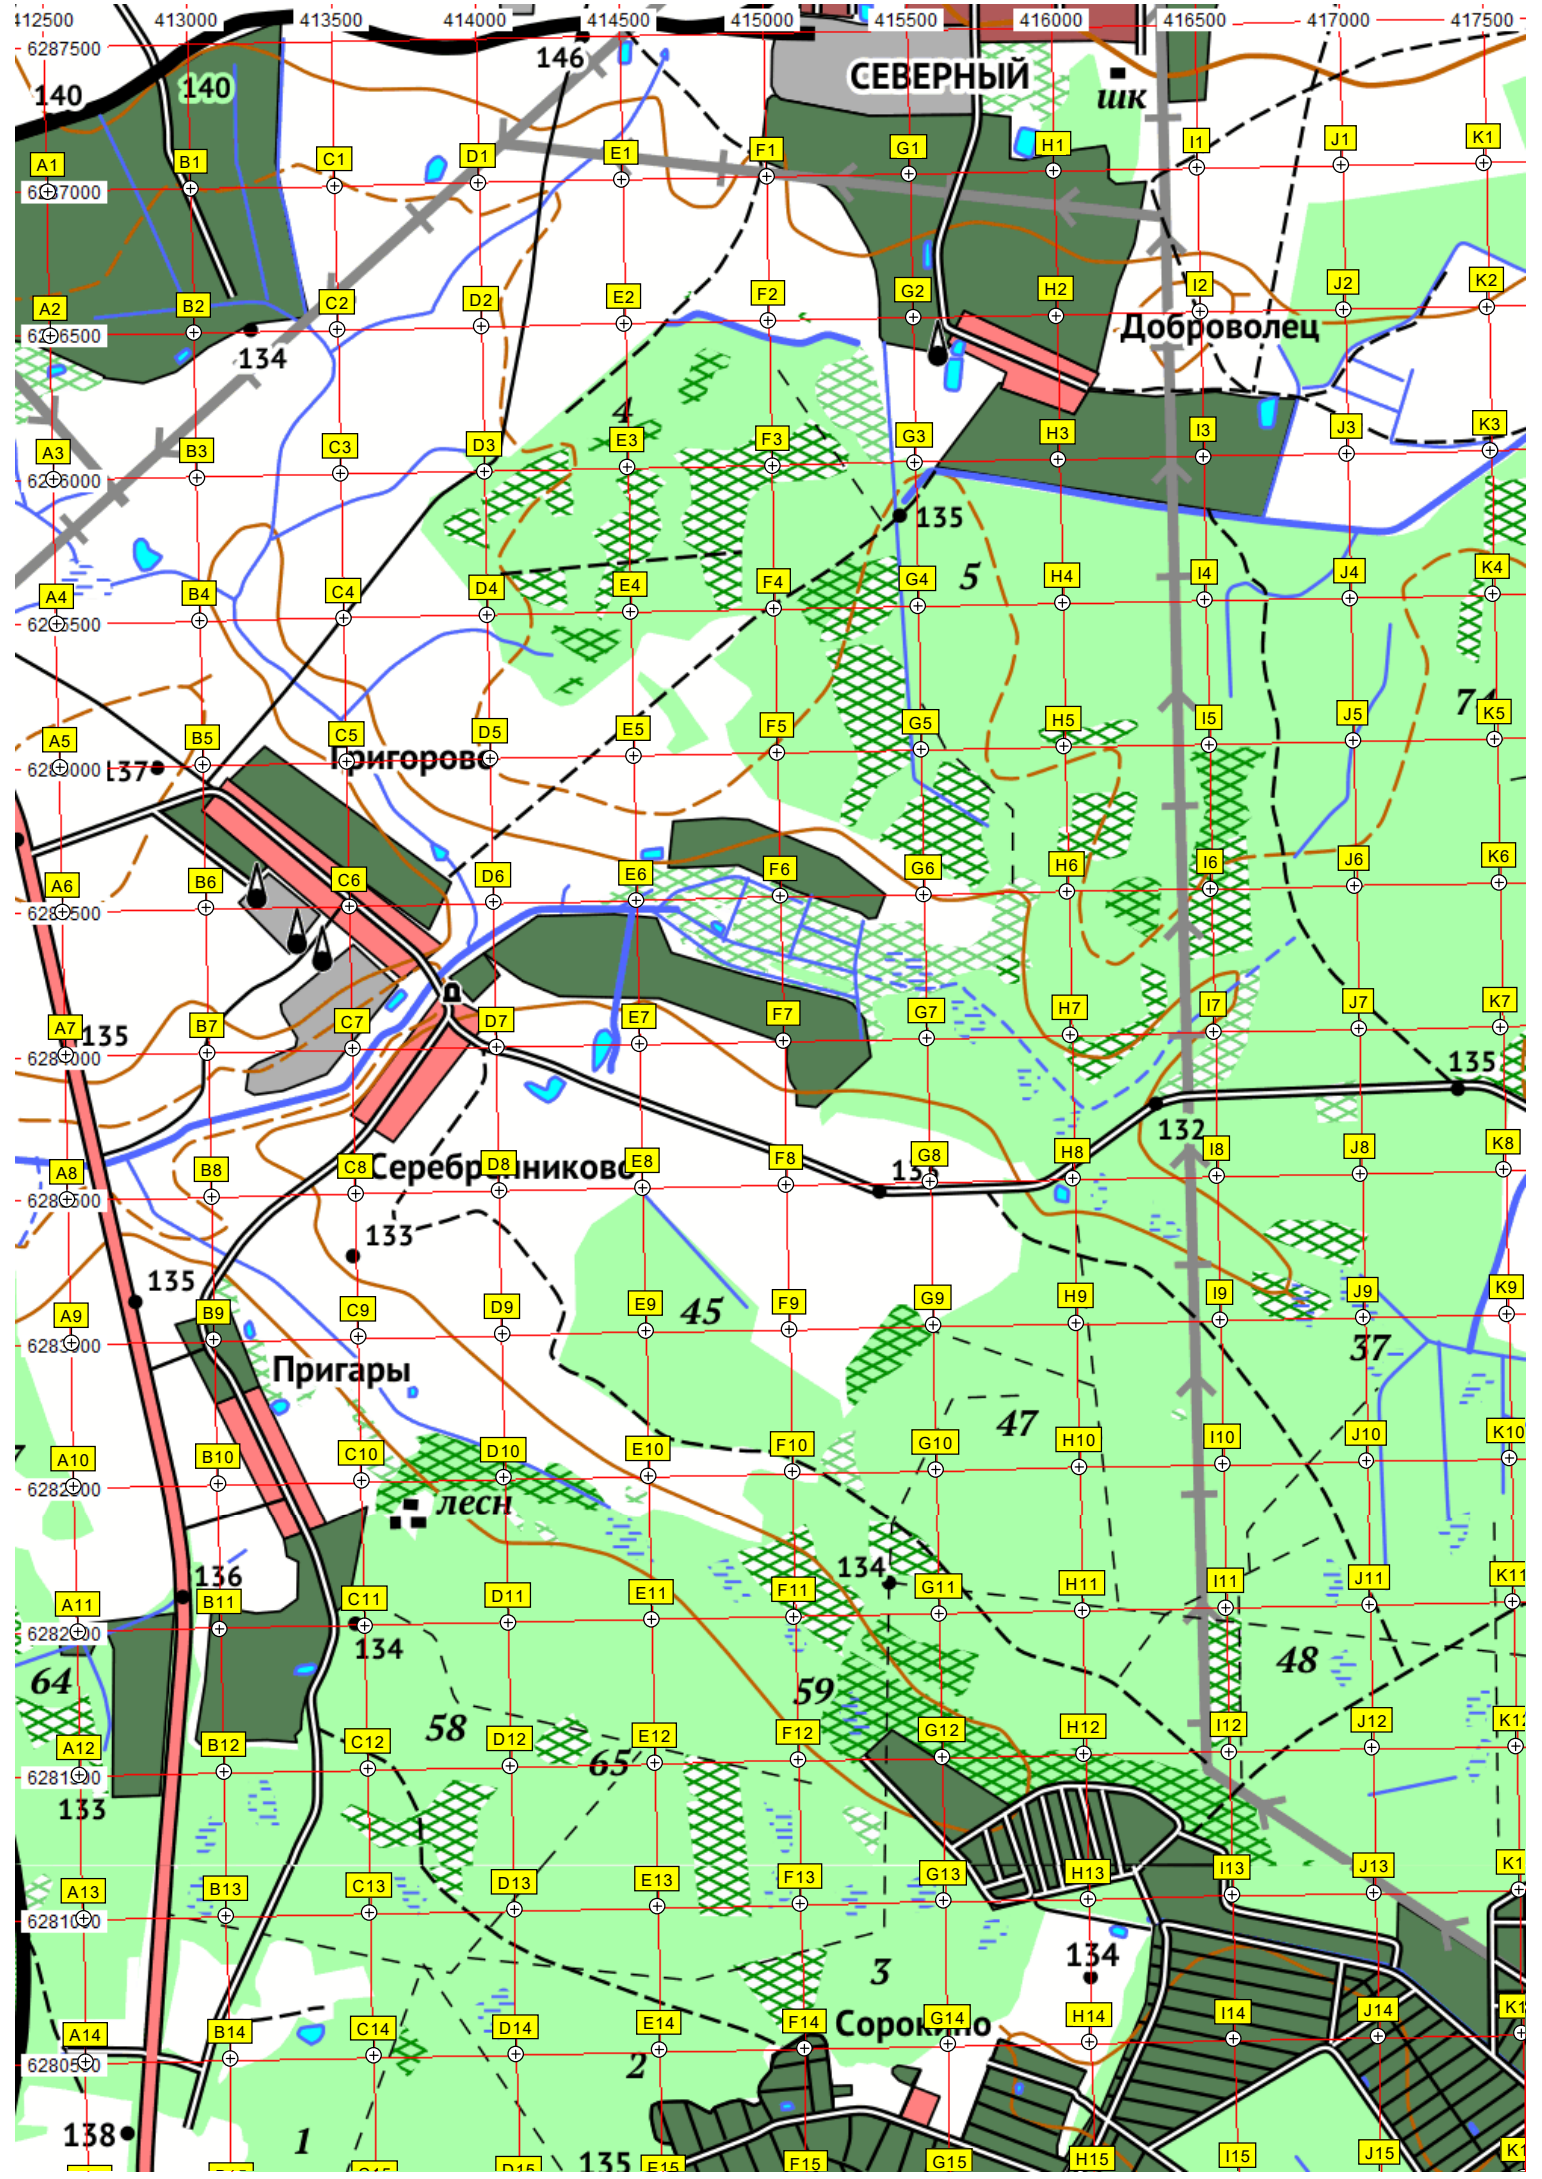 412500 413000 413500 414000 414500 415000 415500 416000 416500 417000 417500
6287500
146
СЕВЕРНЫЙ
шк
140
140
A1 B1 C1 D1 E1 F1 G1 H1 I1 J1 K1
A2 B2 C2 D2 E2 F2 G2 H2 I2 J2 K2
Доброволец
134
4
A3 B3 C3 D3 E3 F3 G3 H3 I3 J3 K3
135
5
A4 B4 C4 D4 E4 F4 G4 H4 I4 J4 K4
A5 B5 C5 D5 E5 F5 G5 H5 I5 J5 K5
137
Григорово
A6 B6 C6 D6 E6 F6 G6 H6 I6 J6 K6
A7 B7 C7 D7 E7 F7 G7 H7 I7 J7 K7
135
135
132
A8 B8 C8 D8 E8 F8 G8 H8 I8 J8 K8
133
135
A9 B9 C9 D9 E9 F9 G9 H9 I9 J9 K9
45
37
Пригары
47
A10 B10 C10 D10 E10 F10 G10 H10 I10 J10 K10
лесн
134
136
A11 B11 C11 D11 E11 F11 G11 H11 I11 J11 K11
134
48
64
59
58
65
A12 B12 C12 D12 E12 F12 G12 H12 I12 J12
133
A13 B13 C13 D13 E13 F13 G13 H13 I13 J13
134
3
Сорокино
A14 B14 C14 D14 E14 F14 G14 H14 I14 J14
2
138
1
135
D15 E15 F15 G15 H15 I15 J15